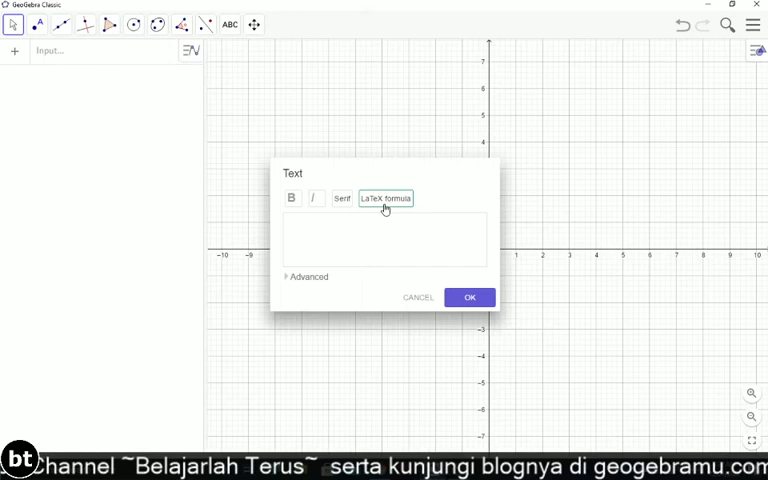 GeoGebra Classic
ABC
Input...
Text
B I Serif LaTeX formula
Advanced
CANCEL OK
7
6
5
4
-10 -9 1 2 3 4 5 6 7 8 9 10
-3
-4
-5
-6
-7
bt
Channel ~Belajarlah Terus~ serta kunjungi blognya di geogebramu.com